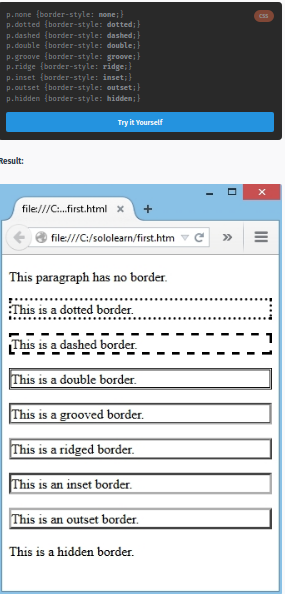 p.none {border-style: none;}
CSS
p.dotted {border-style: dotted;}
p.dashed {border-style: dashed;}
p.double {border-style: double;}
p.groove {border-style: groove;}
p.ridge {border-style: ridge;}
p.inset {border-style: inset;}
p.outset {border-style: outset;}
p.hidden {border-style: hidden;}
Try it Yourself
Result:
file:///C:...first.html
file:///C:/sololearn/first.htm
This paragraph has no border.
This is a dotted border.
This is a dashed border.
This is a double border.
This is a grooved border.
This is a ridged border.
This is an inset border.
This is an outset border.
This is a hidden border.